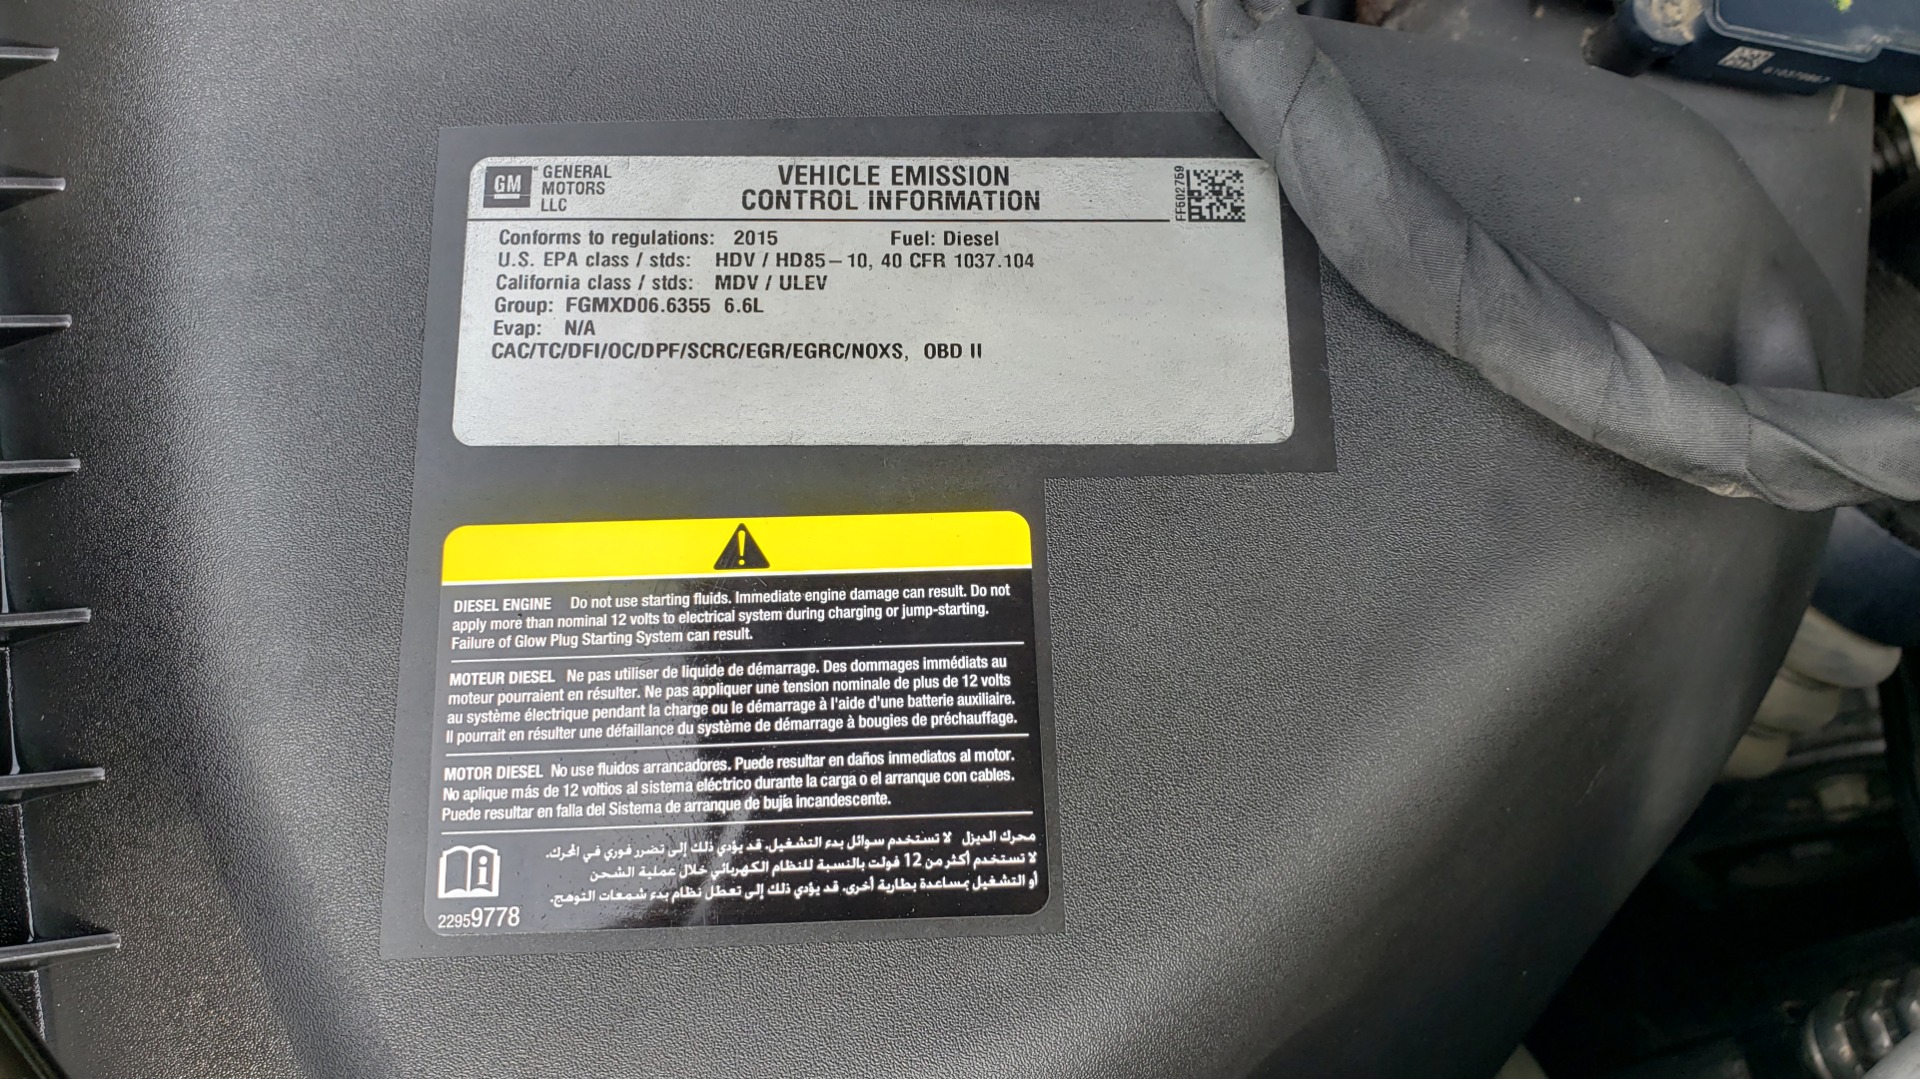 GM
GENERAL
MOTORS
LLC
VEHICLE EMISSION
CONTROL INFORMATION
FF502759
Conforms to regulations: 2015 Fuel: Diesel
U.S. EPA class / stds: HDV / HD85–10, 40 CFR 1037.104
California class / stds: MDV / ULEV
Group: FGMXD06.6355 6.6L
Evap: N/A
CAC/TC/DFI/OC/DPF/SCRC/EGR/EGRC/NOXS, OBD II
DIESEL ENGINE Do not use starting fluids. Immediate engine damage can result. Do not
apply more than nominal 12 volts to electrical system during charging or jump-starting.
Failure of Glow Plug Starting System can result.
MOTEUR DIESEL Ne pas utiliser de liquide de démarrage. Des dommages immédiats au
moteur pourraient en résulter. Ne pas appliquer une tension nominale de plus de 12 volts
au système électrique pendant la charge ou le démarrage à l'aide d'une batterie auxiliaire.
Il pourrait en résulter une défaillance du système de démarrage à bougies de préchauffage.
MOTOR DIESEL No use fluidos arrancadores. Puede resultar en daños inmediatos al motor.
No aplique más de 12 voltios al sistema eléctrico durante la carga o el arranque con cables.
Puede resultar en falla del Sistema de arranque de bujía incandescente.
محرك الديزل لا تستخدم سوائل بدء التشغيل. قد يؤدي ذلك إلى تضرر فوري في المحرك.
لا تستخدم أكثر من 12 فولت بالنسبة للنظام الكهربائي خلال عملية الشحن
أو التشغيل بمساعدة بطارية أخرى. قد يؤدي ذلك إلى تعطل نظام بدء شمعات التوهج.
22959778